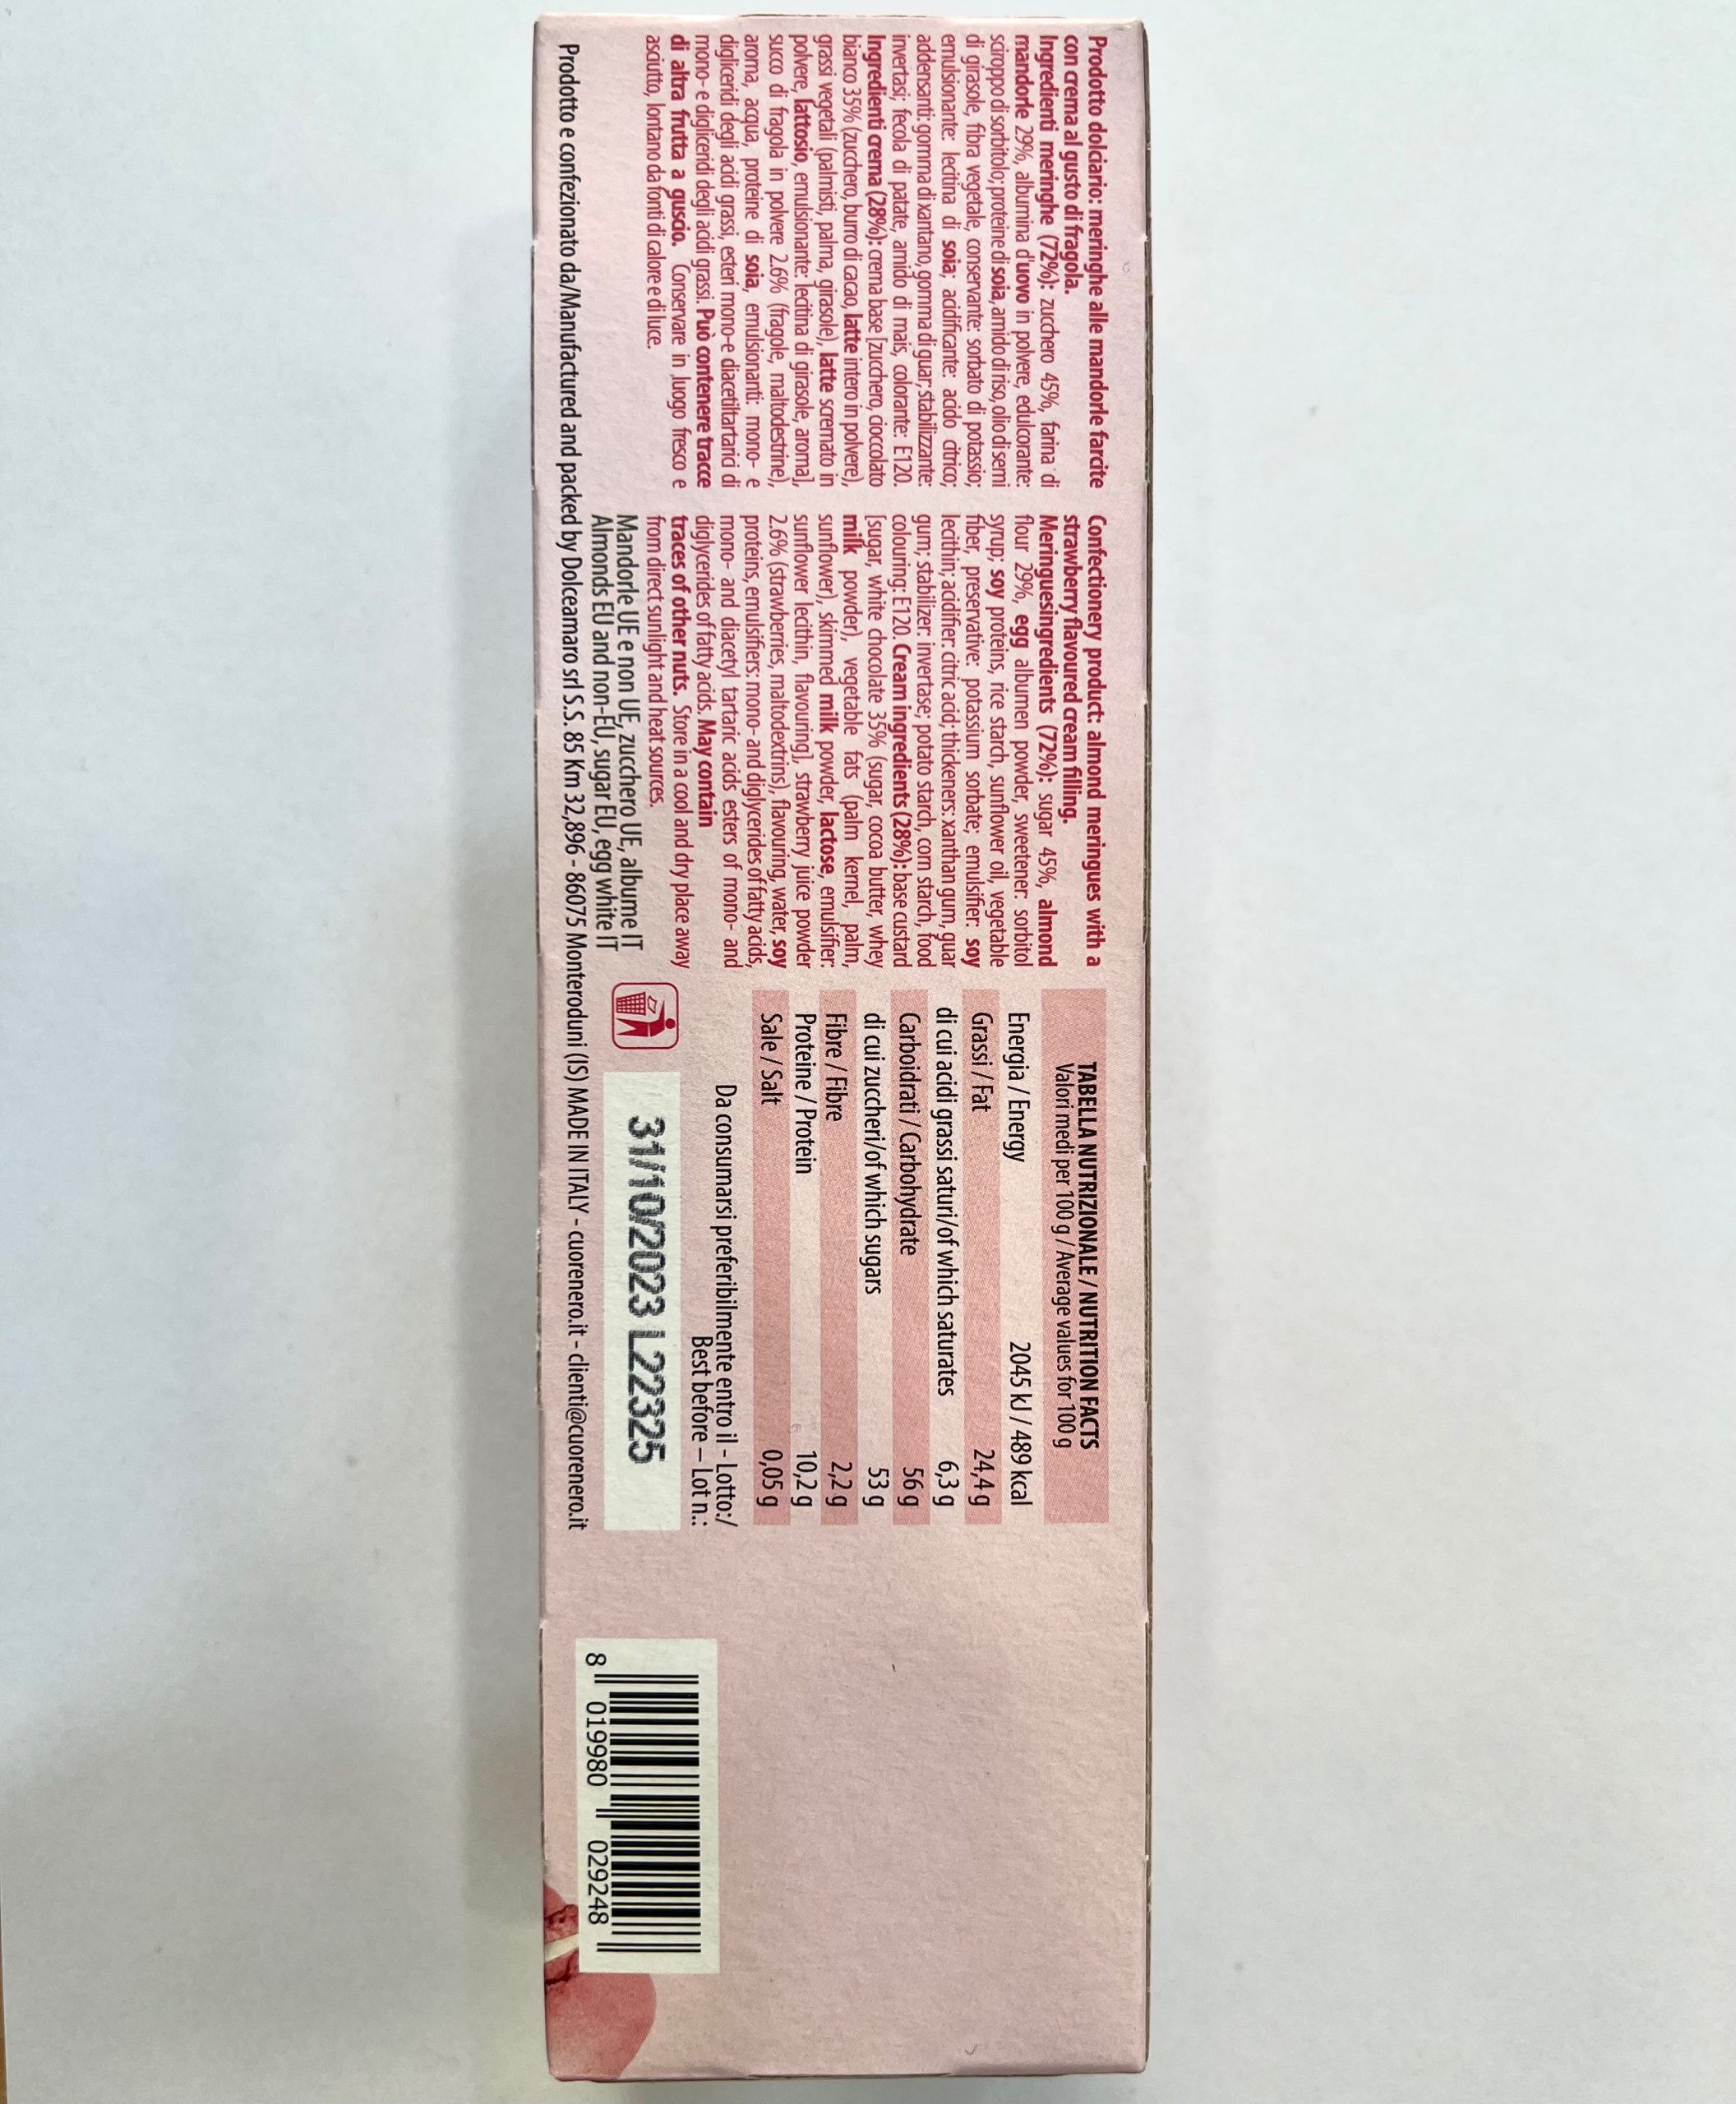 Prodotto dolciario: meringhe alle mandorle farcite
con crema al gusto di fragola.
Ingredienti meringhe (72%): zucchero 45%, farina di
mandorle 29%, albumina d'uovo in polvere, edulcorante:
sciroppo di sorbitolo; proteine di soia, amido di riso, olio di semi
di girasole, fibra vegetale, conservante: sorbato di potassio;
emulsionante: lecitina di soia; acidificante: acido citrico;
addensanti: gomma di xantano, gomma di guar; stabilizzante:
invertasi; fecola di patate, amido di mais, colorante: E120.
Ingredienti crema (28%): crema base [zucchero, cioccolato
bianco 35% (zucchero, burro di cacao, latte intero in polvere),
grassi vegetali (palmisti, palma, girasole), latte scremato in
polvere, lattosio, emulsionante: lecitina di girasole, aroma],
succo di fragola in polvere 2.6% (fragole, maltodestrine),
aroma, acqua, proteine di soia, emulsionanti: mono- e
digliceridi degli acidi grassi, esteri mono-e diacetiltartarici di
mono- e digliceridi degli acidi grassi. Può contenere tracce
di altra frutta a guscio. Conservare in luogo fresco e
asciutto, lontano da fonti di calore e di luce.
Confectionery product: almond meringues with a
strawberry flavoured cream filling.
Meringuesingredients (72%): sugar 45%, almond
flour 29%, egg albumen powder, sweetener: sorbitol
syrup; soy proteins, rice starch, sunflower oil, vegetable
fiber, preservative: potassium sorbate; emulsifier: soy
lecithin; acidifier: citric acid; thickeners: xanthan gum, guar
gum; stabilizer: invertase; potato starch, corn starch, food
colouring: E120. Cream ingredients (28%): base custard
[sugar, white chocolate 35% (sugar, cocoa butter, whey
milk powder), vegetable fats (palm kernel, palm,
sunflower), skimmed milk powder, lactose, emulsifier:
sunflower lecithin, flavouring], strawberry juice powder
2.6% (strawberries, maltodextrins), flavouring, water, soy
proteins, emulsifiers: mono- and diglycerides of fatty acids,
mono- and diacetyl tartaric acids esters of mono- and
diglycerides of fatty acids. May contain
traces of other nuts. Store in a cool and dry place away
from direct sunlight and heat sources.
Mandorle UE e non UE, zucchero UE, albume IT
Almonds EU and non-EU, sugar EU, egg white IT
TABELLA NUTRIZIONALE / NUTRITION FACTS
Valori medi per 100 g / Average values for 100 g
Energia / Energy 2045 kJ / 489 kcal
Grassi / Fat 24,4 g
di cui acidi grassi saturi/of which saturates 6,3 g
Carboidrati / Carbohydrate 56 g
di cui zuccheri/of which sugars 53 g
Fibre / Fibre 2,2 g
Proteine / Protein 10,2 g
Sale / Salt 0,05 g
Da consumarsi preferibilmente entro il - Lotto:/
Best before – Lot n.:
31/10/2023 L22325
Prodotto e confezionato da/Manufactured and packed by Dolceamaro srl S.S. 85 Km 32,896 - 86075 Monteroduni (IS) MADE IN ITALY - cuorenero.it - clienti@cuorenero.it
8 019980 029248